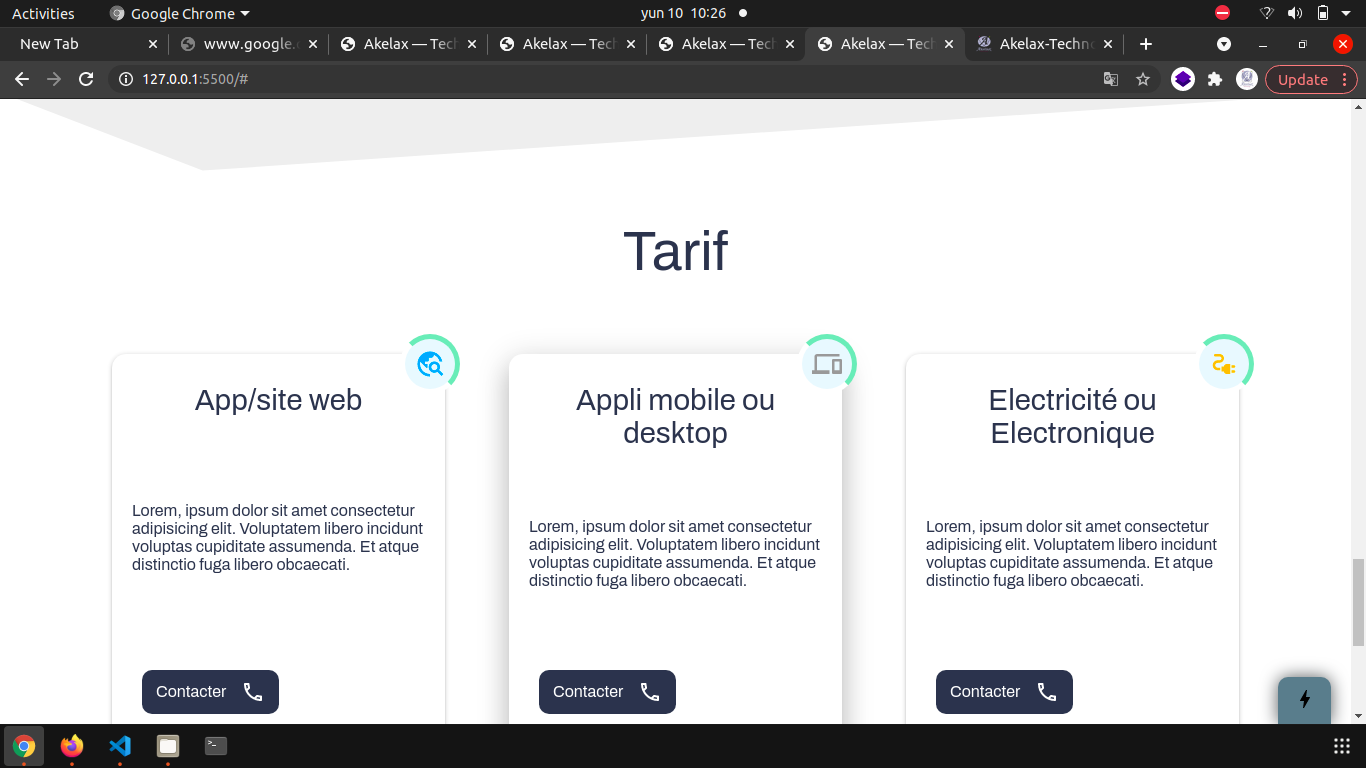 Activities
Google Chrome
yun 10 10:26
New Tab
www.google.
Akelax — Tech
Akelax — Tech
Akelax — Tech
Akelax — Tech
Akelax-Techno
127.0.0.1:5500/#
Update
Tarif
App/site web
Lorem, ipsum dolor sit amet consectetur
adipisicing elit. Voluptatem libero incidunt
voluptas cupiditate assumenda. Et atque
distinctio fuga libero obcaecati.
Contacter
Appli mobile ou
desktop
Lorem, ipsum dolor sit amet consectetur
adipisicing elit. Voluptatem libero incidunt
voluptas cupiditate assumenda. Et atque
distinctio fuga libero obcaecati.
Contacter
Electricité ou
Electronique
Lorem, ipsum dolor sit amet consectetur
adipisicing elit. Voluptatem libero incidunt
voluptas cupiditate assumenda. Et atque
distinctio fuga libero obcaecati.
Contacter